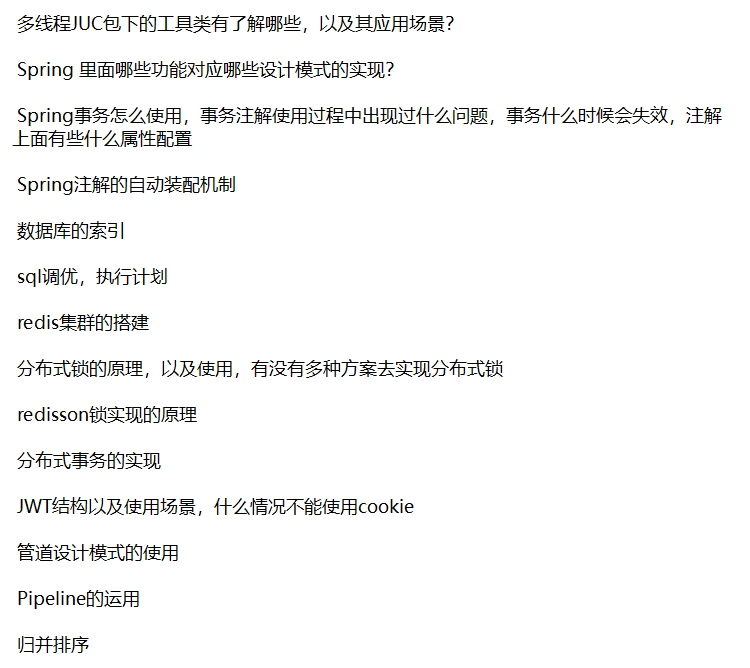 多线程JUC包下的工具类有了解哪些，以及其应用场景？
Spring 里面哪些功能对应哪些设计模式的实现？
Spring事务怎么使用，事务注解使用过程中出现过什么问题，事务什么时候会失效，注解
上面有些什么属性配置
Spring注解的自动装配机制
数据库的索引
sql调优，执行计划
redis集群的搭建
分布式锁的原理，以及使用，有没有多种方案去实现分布式锁
redisson锁实现的原理
分布式事务的实现
JWT结构以及使用场景，什么情况不能使用cookie
管道设计模式的使用
Pipeline的运用
归并排序